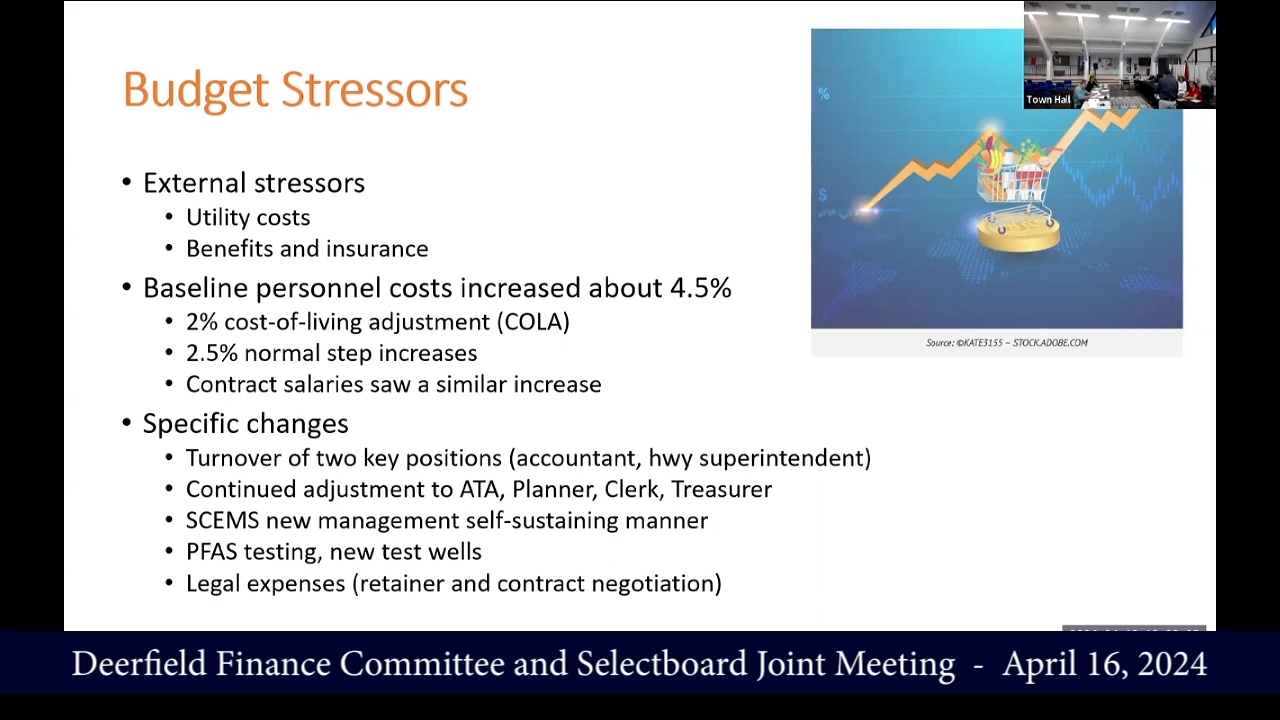 Budget Stressors
• External stressors
• Utility costs
• Benefits and insurance
• Baseline personnel costs increased about 4.5%
• 2% cost-of-living adjustment (COLA)
• 2.5% normal step increases
• Contract salaries saw a similar increase
• Specific changes
• Turnover of two key positions (accountant, hwy superintendent)
• Continued adjustment to ATA, Planner, Clerk, Treasurer
• SCEMS new management self-sustaining manner
• PFAS testing, new test wells
• Legal expenses (retainer and contract negotiation)
%
$
Town Hall
Source: ©KATE3155 – STOCK.ADOBE.COM
Deerfield Finance Committee and Selectboard Joint Meeting - April 16, 2024